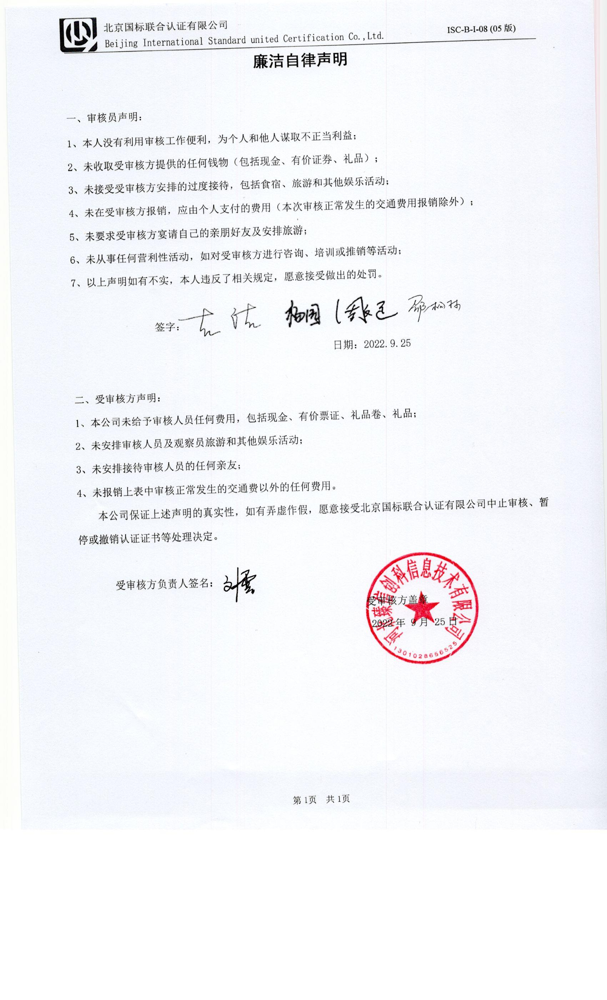 北京国标联合认证有限公司
ISC-B-I-08 (05 版)
Beijing International Standard united Certification Co.,Ltd.
廉洁自律声明
一、审核员声明:
1、本人没有利用审核工作便利，为个人和他人谋取不正当利益；
2、未收取受审核方提供的任何钱物（包括现金、有价证券、礼品）；
3、未接受受审核方安排的过度接待，包括食宿、旅游和其他娱乐活动；
4、未在受审核方报销，应由个人支付的费用（本次审核正常发生的交通费用报销除外）；
5、未要求受审核方宴请自己的亲朋好友及安排旅游；
6、未从事任何营利性活动，如对受审核方进行咨询、培训或推销等活动；
7、以上声明如有不实，本人违反了相关规定，愿意接受做出的处罚。
签字:
日期: 2022.9.25
二、受审核方声明:
1、本公司未给予审核人员任何费用，包括现金、有价票证、礼品卷、礼品；
2、未安排审核人员及观察员旅游和其他娱乐活动；
3、未安排接待审核人员的任何亲友；
4、未报销上表中审核正常发生的交通费以外的任何费用。
本公司保证上述声明的真实性，如有弄虚作假，愿意接受北京国标联合认证有限公司中止审核、暂
停或撤销认证证书等处理决定。
受审核方负责人签名:
河北臻信创科信息技术有限公司
受审核方盖章
2022年 9月 25日
1301028656525
第1页 共1页